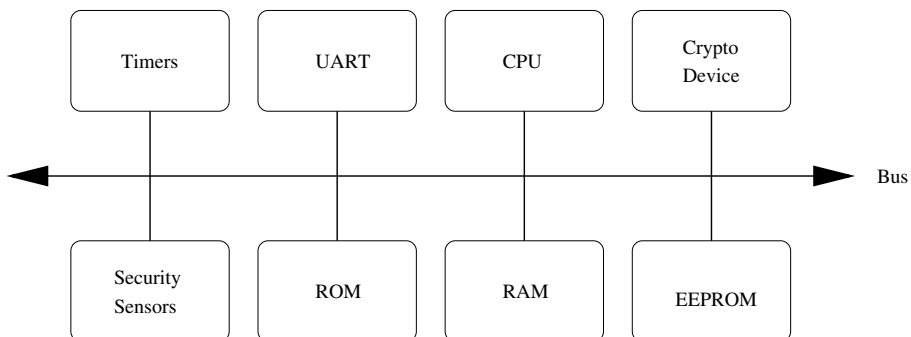 Timers
UART
CPU
Crypto
Device
Bus
Security
Sensors
ROM
RAM
EEPROM